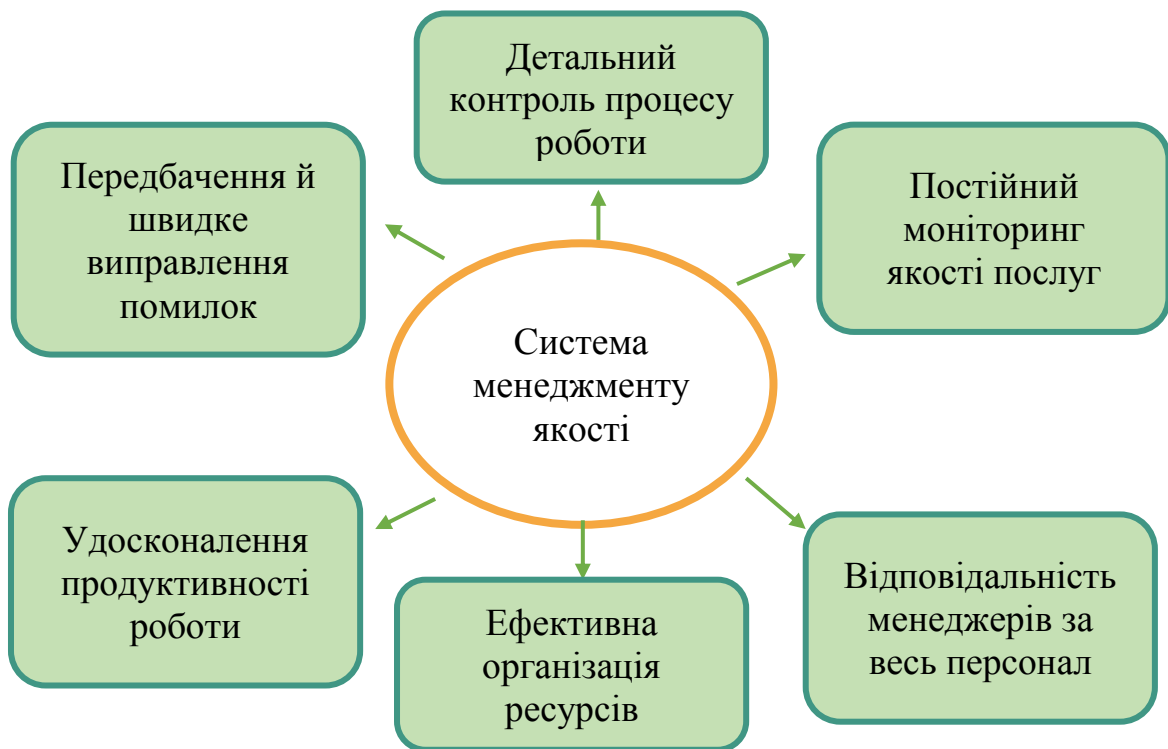 Детальний
контроль процесу
роботи
Передбачення й
швидке
виправлення
помилок
Постійний
моніторинг
якості послуг
Система
менеджменту
якості
Удосконалення
продуктивності
роботи
Ефективна
організація
ресурсів
Відповідальність
менеджерів за
весь персонал